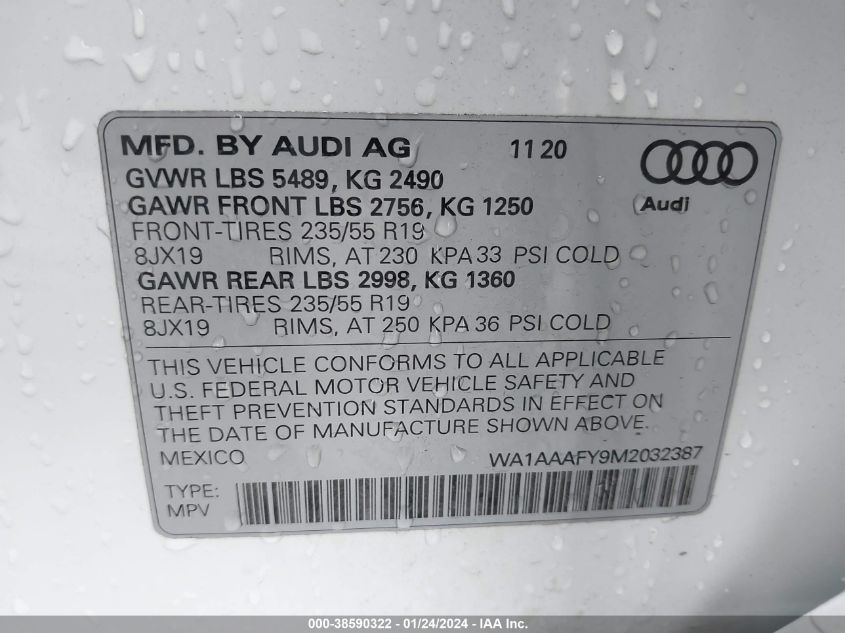 MFD. BY AUDI AG 11 20
GVWR LBS 5489, KG 2490
GAWR FRONT LBS 2756, KG 1250
Audi
FRONT-TIRES 235/55 R19
8JX19 RIMS, AT 230 KPA 33 PSI COLD
GAWR REAR LBS 2998, KG 1360
REAR-TIRES 235/55 R19
8JX19 RIMS, AT 250 KPA 36 PSI COLD
THIS VEHICLE CONFORMS TO ALL APPLICABLE
U.S. FEDERAL MOTOR VEHICLE SAFETY AND
THEFT PREVENTION STANDARDS IN EFFECT ON
THE DATE OF MANUFACTURE SHOWN ABOVE.
MEXICO WA1AAAFY9M2032387
TYPE:
MPV
000-38590322 - 01/24/2024 - IAA Inc.